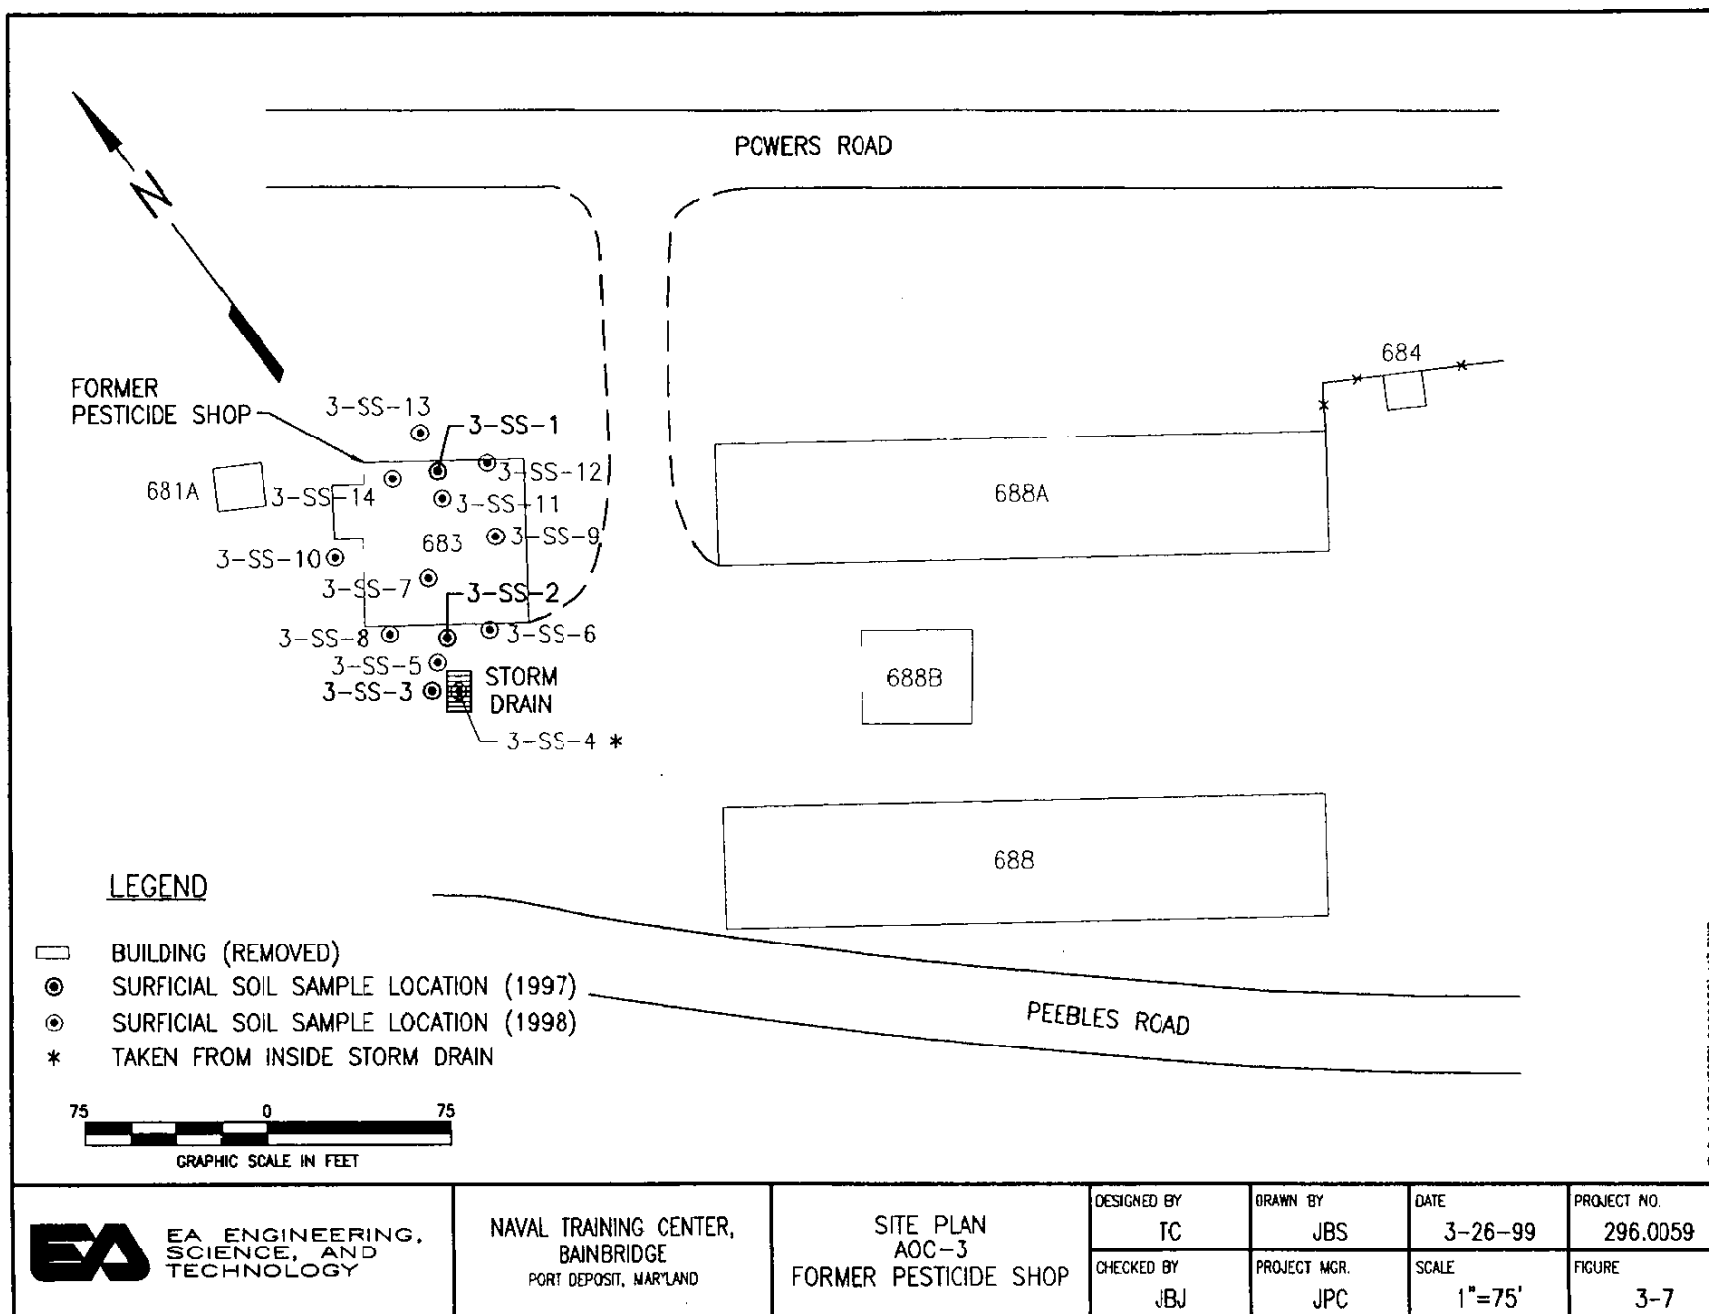 POWERS ROAD
N
684
FORMER
PESTICIDE SHOP
3-SS-13
3-SS-1
3-SS-12
681A
3-SS-14
3-SS-11
688A
683
3-SS-9
3-SS-10
3-SS-7
3-SS-2
3-SS-8
3-SS-6
3-SS-5
STORM
DRAIN
3-SS-3
688B
3-SS-4 *
688
LEGEND
BUILDING (REMOVED)
SURFICIAL SOIL SAMPLE LOCATION (1997)
SURFICIAL SOIL SAMPLE LOCATION (1998)
* TAKEN FROM INSIDE STORM DRAIN
PEEBLES ROAD
75 0 75
GRAPHIC SCALE IN FEET
EA
EA ENGINEERING,
SCIENCE, AND
TECHNOLOGY
NAVAL TRAINING CENTER,
BAINBRIDGE
PORT DEPOSIT, MARYLAND
SITE PLAN
AOC-3
FORMER PESTICIDE SHOP
DESIGNED BY
TC
DRAWN BY
JBS
DATE
3-26-99
PROJECT NO.
296.0059
CHECKED BY
JBJ
PROJECT MGR.
JPC
SCALE
1"=75'
FIGURE
3-7